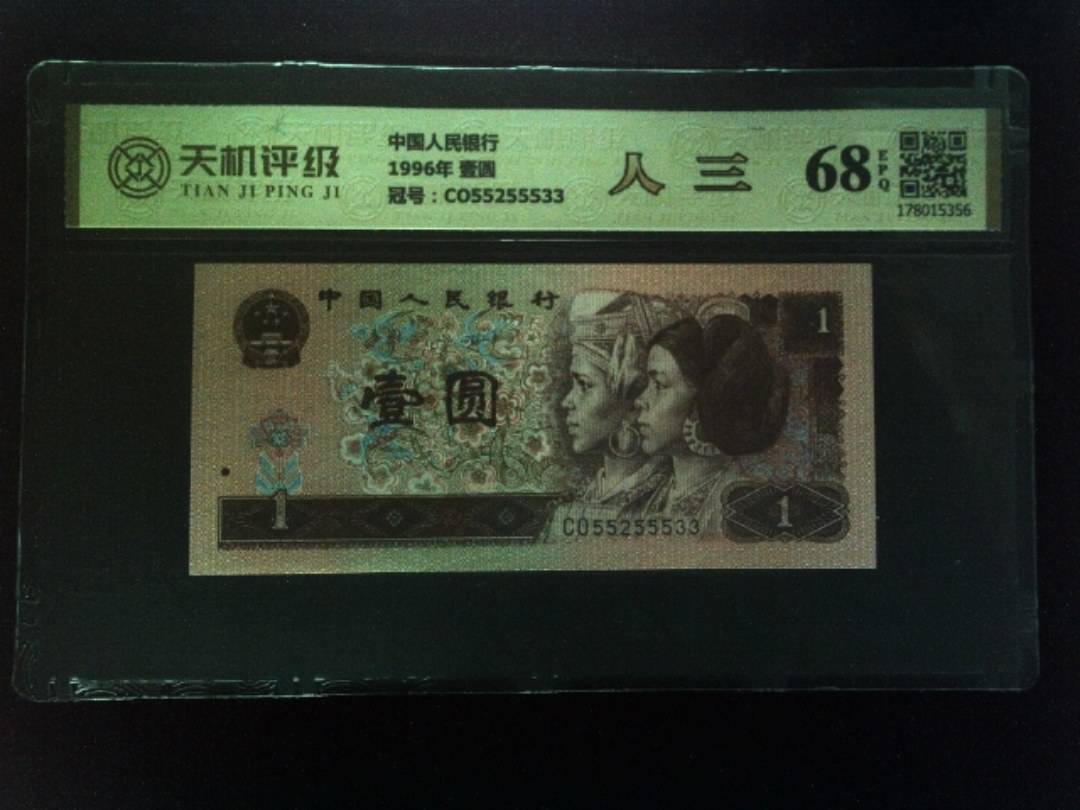 天机评级
TIAN JI PING JI
中国人民银行
1996年 壹圆
冠号：CO55255533
人 三
68
EPQ
178015356
中国人民银行
1
壹圆
1
CO55255533
1